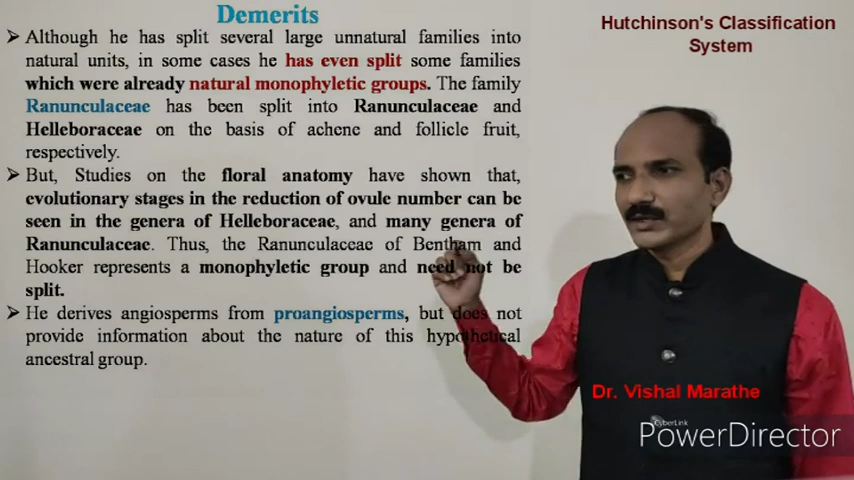 Demerits
Although he has split several large unnatural families into
natural units, in some cases he has even split some families
which were already natural monophyletic groups. The family
Ranunculaceae has been split into Ranunculaceae and
Helleboraceae on the basis of achene and follicle fruit,
respectively.
But, Studies on the floral anatomy have shown that,
evolutionary stages in the reduction of ovule number can be
seen in the genera of Helleboraceae, and many genera of
Ranunculaceae. Thus, the Ranunculaceae of Bentham and
Hooker represents a monophyletic group and need not be
split.
He derives angiosperms from proangiosperms, but does not
provide information about the nature of this hypothetical
ancestral group.
Hutchinson's Classification
System
Dr. Vishal Marathe
CyberLink
PowerDirector